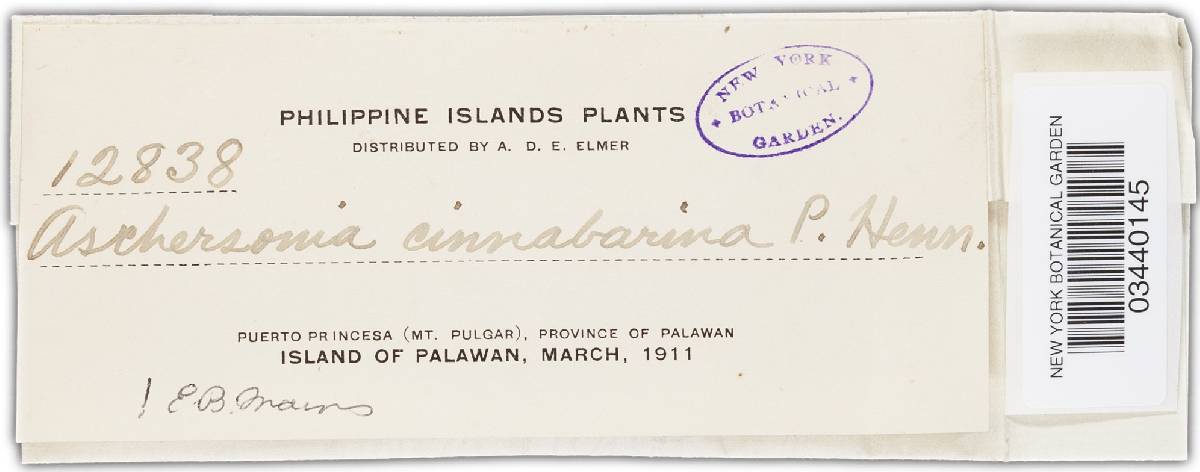 NEW YORK
BOTANICAL
GARDEN.
PHILIPPINE ISLANDS PLANTS
DISTRIBUTED BY A. D. E. ELMER
12838
Aschersonia cinnabarina P. Henn.
PUERTO PRINCESA (MT. PULGAR), PROVINCE OF PALAWAN
ISLAND OF PALAWAN, MARCH, 1911
! E.B. Mains
NEW YORK BOTANICAL GARDEN
03440145